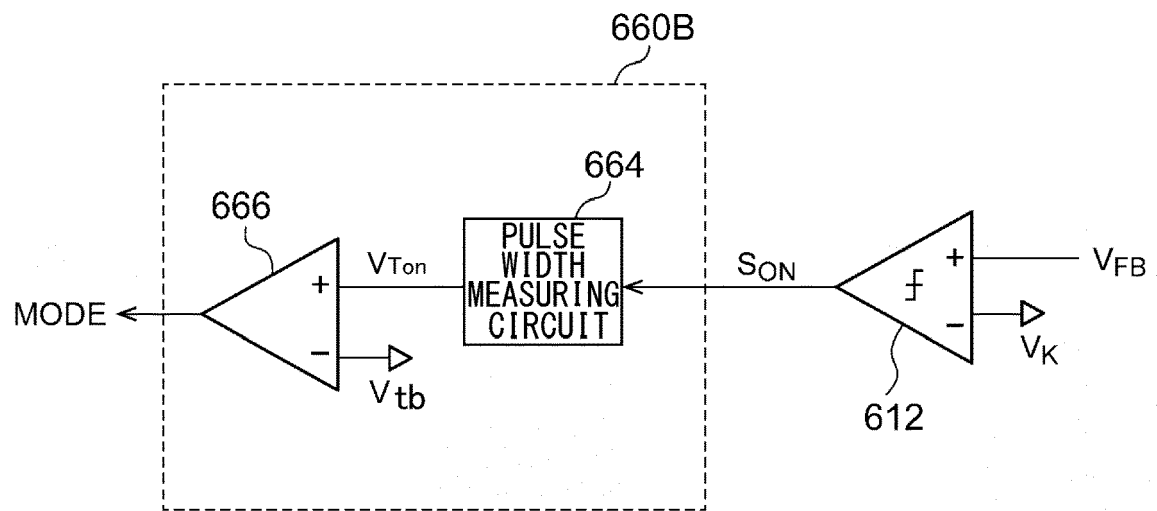 660B
664
666
PULSE
WIDTH
MEASURING
CIRCUIT
+
VTon
SON
+
VFB
MODE
−
Vtb
−
VK
612